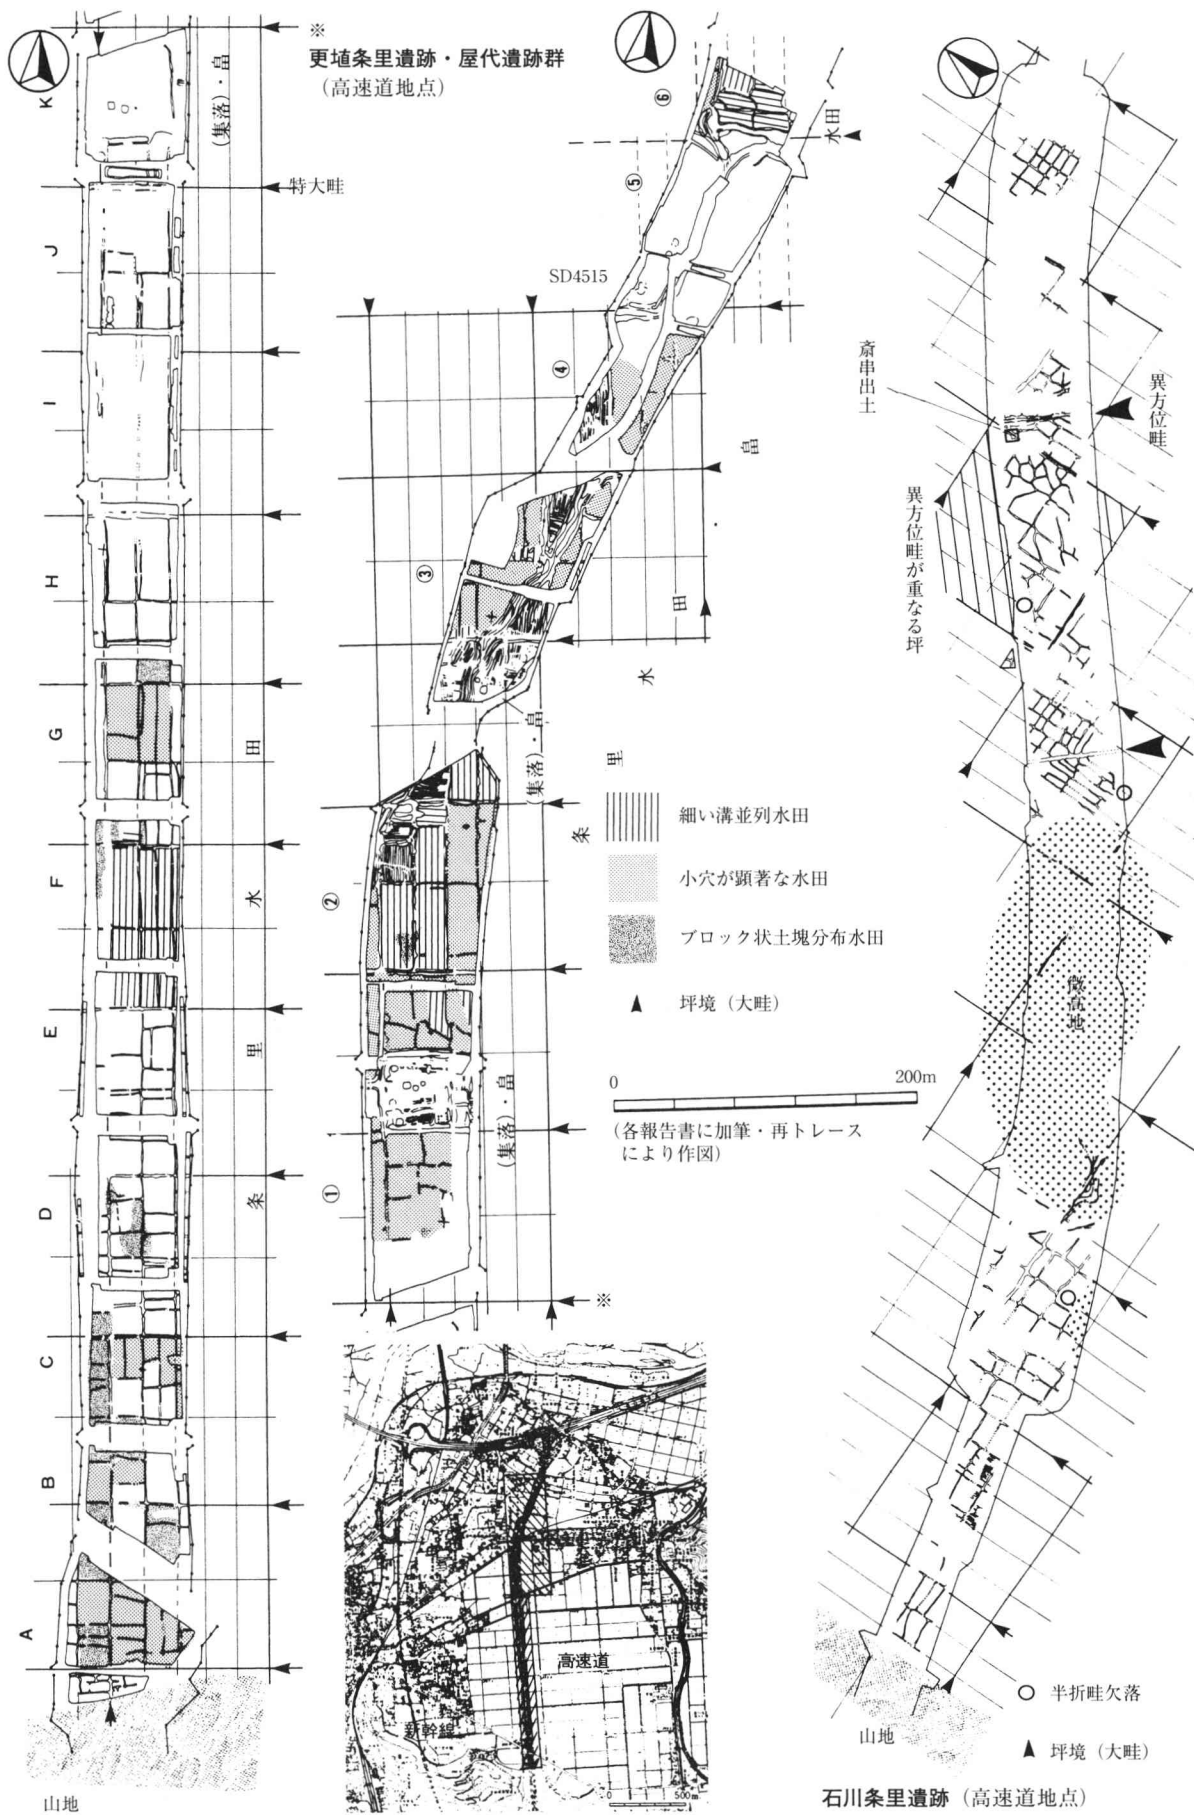 ※
更埴条里遺跡・屋代遺跡群
(高速道地点)
K
(集落)・畠
特大畦
J
I
H
G
F
E
D
C
B
A
条里水田
山地
⑥
水田
⑤
SD4515
④
畠
③
条里水田
(集落)・畠
②
(集落)・畠
①
※
細い溝並列水田
小穴が顕著な水田
ブロック状土塊分布水田
坪境(大畦)
0
200m
(各報告書に加筆・再トレース
により作図)
高速道
新幹線
0
500m
斎串出土
異方位畦
異方位畦が重なる坪
微高地
半折畦欠落
坪境(大畦)
山地
石川条里遺跡(高速道地点)